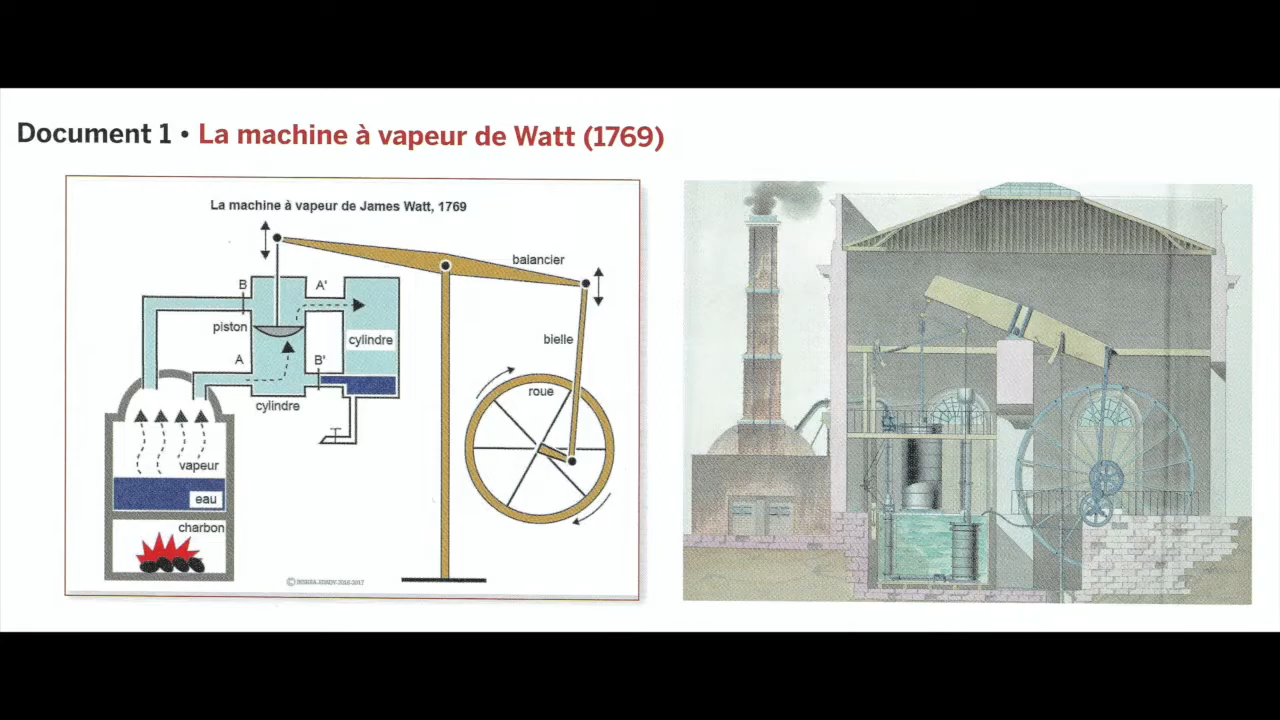 Document 1 • La machine à vapeur de Watt (1769)
La machine à vapeur de James Watt, 1769
balancier
B
A'
piston
cylindre
bielle
A
B'
roue
cylindre
vapeur
eau
charbon